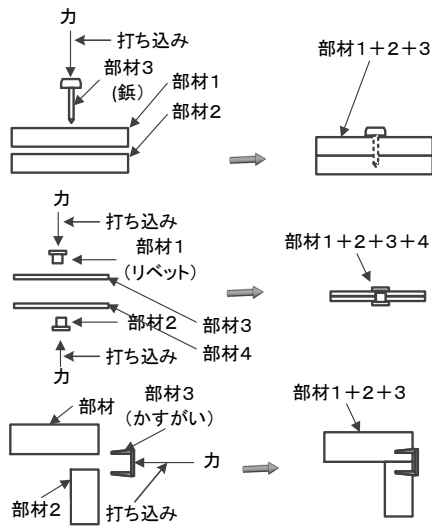 力
打ち込み
部材3
(鋲)
部材1
部材2
部材1+2+3
力
打ち込み
部材1
(リベット)
部材2
部材3
部材4
打ち込み
力
部材1+2+3+4
部材
部材3
(かすがい)
力
部材2
打ち込み
部材1+2+3